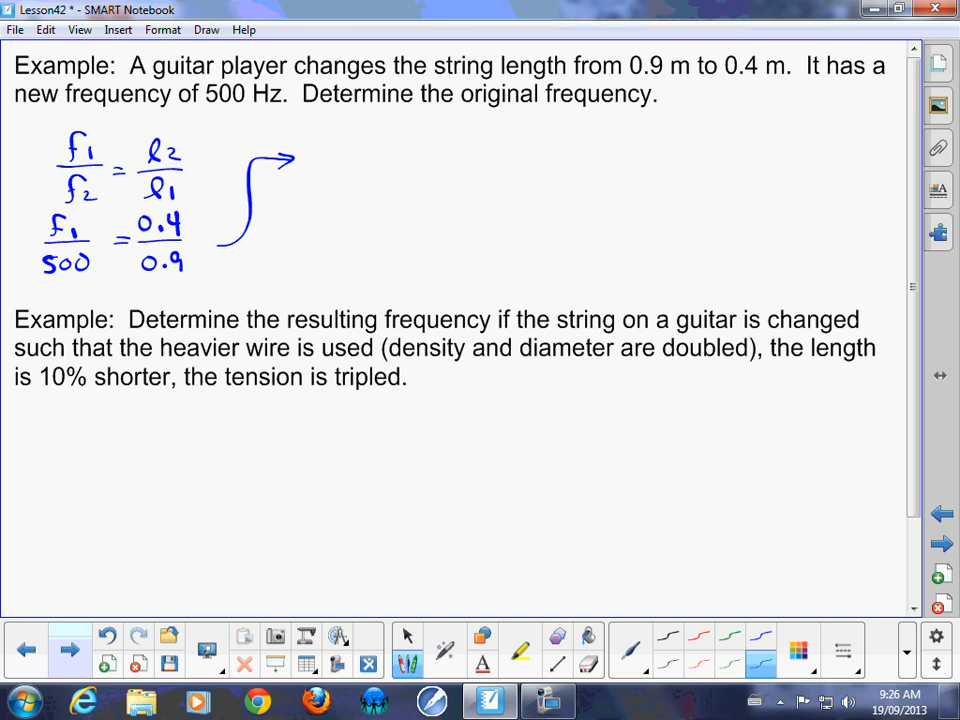 Lesson42 * - SMART Notebook
File Edit View Insert Format Draw Help
Example: A guitar player changes the string length from 0.9 m to 0.4 m. It has a
new frequency of 500 Hz. Determine the original frequency.
f₁/f₂ = l₂/l₁
f₁/500 = 0.4/0.9
Example: Determine the resulting frequency if the string on a guitar is changed
such that the heavier wire is used (density and diameter are doubled), the length
is 10% shorter, the tension is tripled.
9:26 AM
19/09/2013